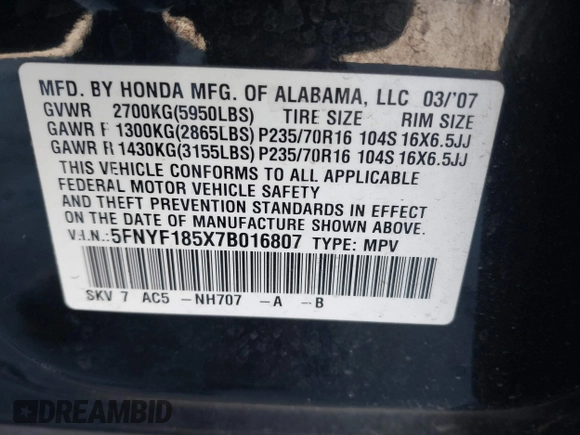 MFD. BY HONDA MFG. OF ALABAMA, LLC 03/'07
GVWR 2700KG(5950LBS) TIRE SIZE RIM SIZE
GAWR F 1300KG(2865LBS) P235/70R16 104S 16X6.5JJ
GAWR R 1430KG(3155LBS) P235/70R16 104S 16X6.5JJ
THIS VEHICLE CONFORMS TO ALL APPLICABLE
FEDERAL MOTOR VEHICLE SAFETY
AND THEFT PREVENTION STANDARDS IN EFFECT
ON THE DATE OF MANUFACTURE SHOWN ABOVE.
V.I.N.: 5FNYF185X7B016807 TYPE: MPV
SKV 7 AC5 -NH707 -A -B
DREAMBID